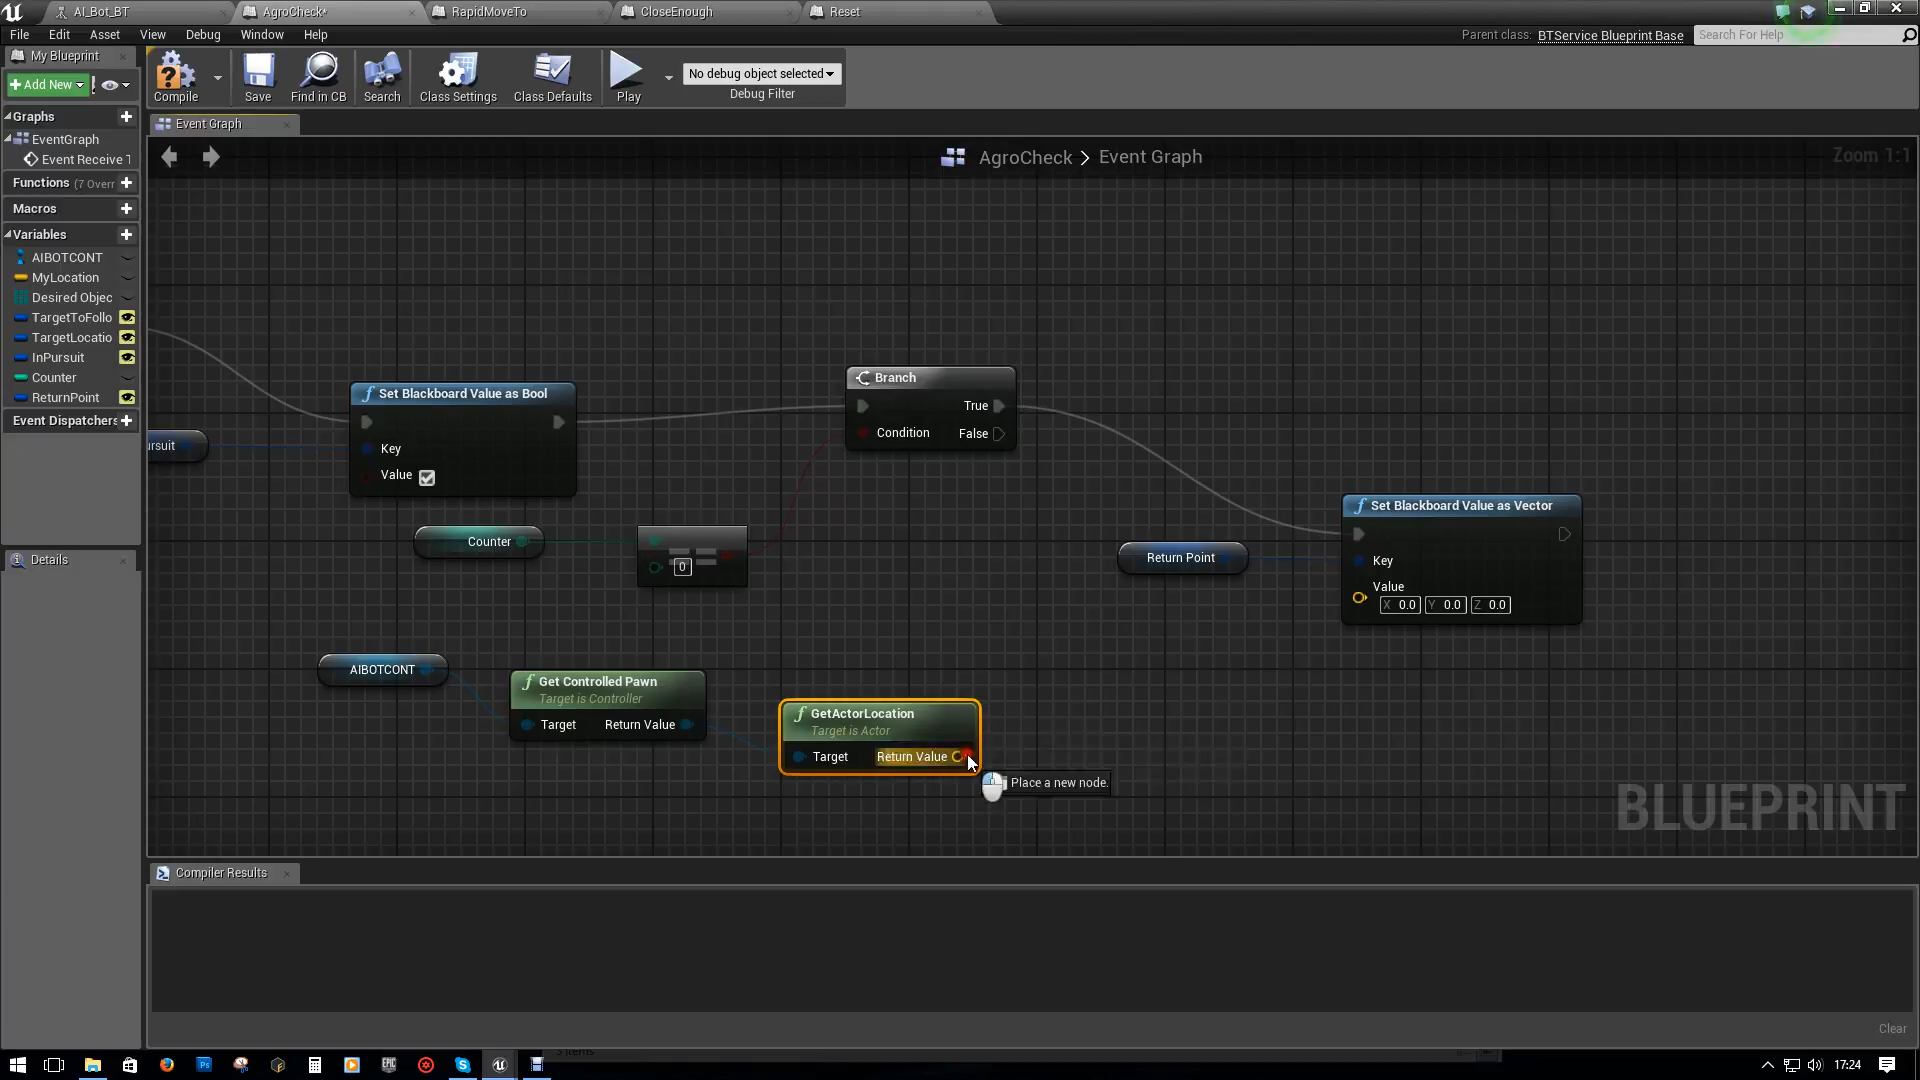 AI_Bot_BT
AgroCheck*
RapidMoveTo
CloseEnough
Reset
File Edit Asset View Debug Window Help
Parent class: BTService Blueprint Base
Search For Help
My Blueprint
Add New
Compile
Save
Find in CB
Search
Class Settings
Class Defaults
Play
No debug object selected
Debug Filter
Graphs
EventGraph
Event Receive T
Functions (7 Overr
Macros
Variables
AIBOTCONT
MyLocation
Desired Objec
TargetToFollo
TargetLocatio
InPursuit
Counter
ReturnPoint
Event Dispatchers
Details
Event Graph
AgroCheck > Event Graph
Zoom 1:1
Set Blackboard Value as Bool
Key
Value
ursuit
Branch
True
Condition
False
Counter
0
Set Blackboard Value as Vector
Return Point
Key
Value
X 0.0 Y 0.0 Z 0.0
AIBOTCONT
Get Controlled Pawn
Target is Controller
Target Return Value
GetActorLocation
Target is Actor
Target Return Value
Place a new node.
BLUEPRINT
Compiler Results
Clear
Ps
EPIC
17:24